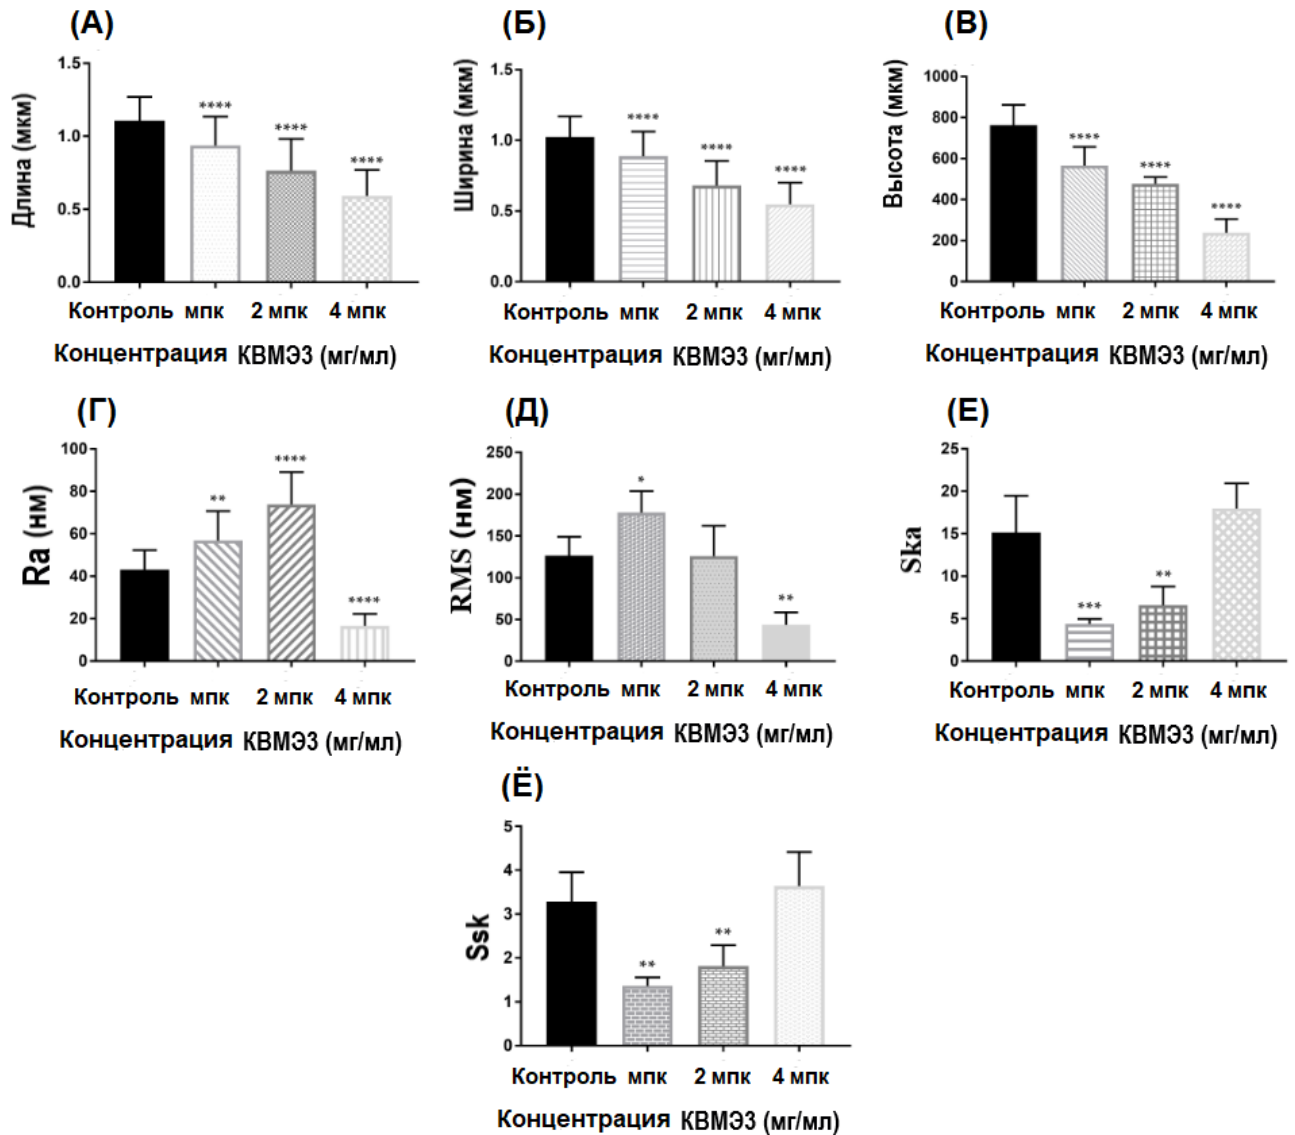 (А)
Длина (мкм)
1.5
1.0
0.5
0.0
****
****
****
Контроль мпк 2 мпк 4 мпк
Концентрация КВМЭЗ (мг/мл)
(Б)
Ширина (мкм)
1.5
1.0
0.5
0.0
****
****
****
Контроль мпк 2 мпк 4 мпк
Концентрация КВМЭЗ (мг/мл)
(В)
Высота (мкм)
1000
800
600
400
200
0
****
****
****
Контроль мпк 2 мпк 4 мпк
Концентрация КВМЭЗ (мг/мл)
(Г)
Ra (нм)
100
80
60
40
20
0
**
****
****
Контроль мпк 2 мпк 4 мпк
Концентрация КВМЭЗ (мг/мл)
(Д)
RMS (нм)
250
200
150
100
50
0
*
**
Контроль мпк 2 мпк 4 мпк
Концентрация КВМЭЗ (мг/мл)
(Е)
Ska
25
20
15
10
5
0
***
**
Контроль мпк 2 мпк 4 мпк
Концентрация КВМЭЗ (мг/мл)
(Ё)
Ssk
5
4
3
2
1
0
**
**
Контроль мпк 2 мпк 4 мпк
Концентрация КВМЭЗ (мг/мл)